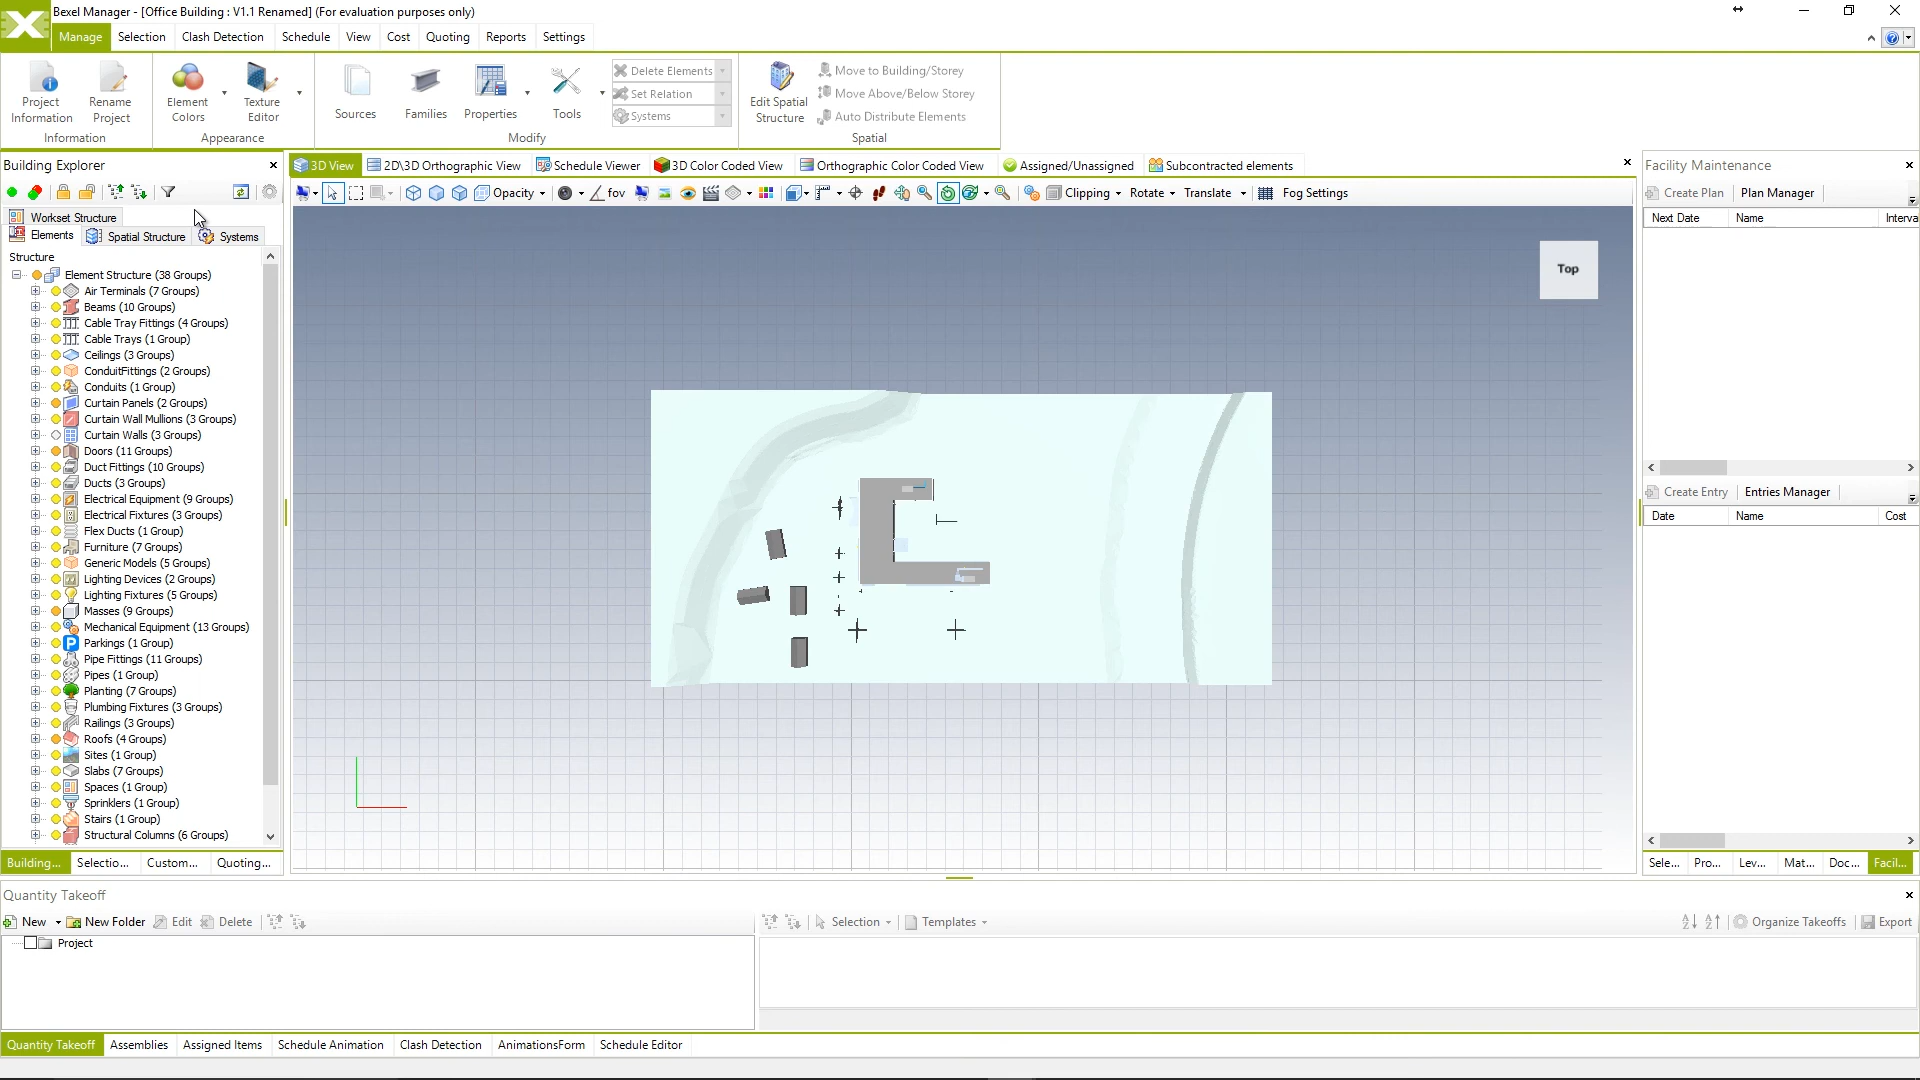 Bexel Manager - [Office Building : V1.1 Renamed] (For evaluation purposes only)
Manage Selection Clash Detection Schedule View Cost Quoting Reports Settings
Project Information
Rename Project
Information
Element Colors
Texture Editor
Appearance
Sources
Families
Properties
Tools
Delete Elements
Set Relation
Systems
Modify
Edit Spatial Structure
Move to Building/Storey
Move Above/Below Storey
Auto Distribute Elements
Spatial
Building Explorer
Workset Structure
Elements Spatial Structure Systems
Structure
Element Structure (38 Groups)
Air Terminals (7 Groups)
Beams (10 Groups)
Cable Tray Fittings (4 Groups)
Cable Trays (1 Group)
Ceilings (3 Groups)
ConduitFittings (2 Groups)
Conduits (1 Group)
Curtain Panels (2 Groups)
Curtain Wall Mullions (3 Groups)
Curtain Walls (3 Groups)
Doors (11 Groups)
Duct Fittings (10 Groups)
Ducts (3 Groups)
Electrical Equipment (9 Groups)
Electrical Fixtures (3 Groups)
Flex Ducts (1 Group)
Furniture (7 Groups)
Generic Models (5 Groups)
Lighting Devices (2 Groups)
Lighting Fixtures (5 Groups)
Masses (9 Groups)
Mechanical Equipment (13 Groups)
Parkings (1 Group)
Pipe Fittings (11 Groups)
Pipes (1 Group)
Planting (7 Groups)
Plumbing Fixtures (3 Groups)
Railings (3 Groups)
Roofs (4 Groups)
Sites (1 Group)
Slabs (7 Groups)
Spaces (1 Group)
Sprinklers (1 Group)
Stairs (1 Group)
Structural Columns (6 Groups)
Building... Selectio... Custom... Quoting...
3D View 2D\3D Orthographic View Schedule Viewer 3D Color Coded View Orthographic Color Coded View Assigned/Unassigned Subcontracted elements
Opacity fov Clipping Rotate Translate Fog Settings
Top
Facility Maintenance
Create Plan Plan Manager
Next Date Name Interva
Create Entry Entries Manager
Date Name Cost
Sele... Pro... Lev... Mat... Doc... Facil...
Quantity Takeoff
New New Folder Edit Delete Selection Templates Organize Takeoffs Export
Project
Quantity Takeoff Assemblies Assigned Items Schedule Animation Clash Detection AnimationsForm Schedule Editor